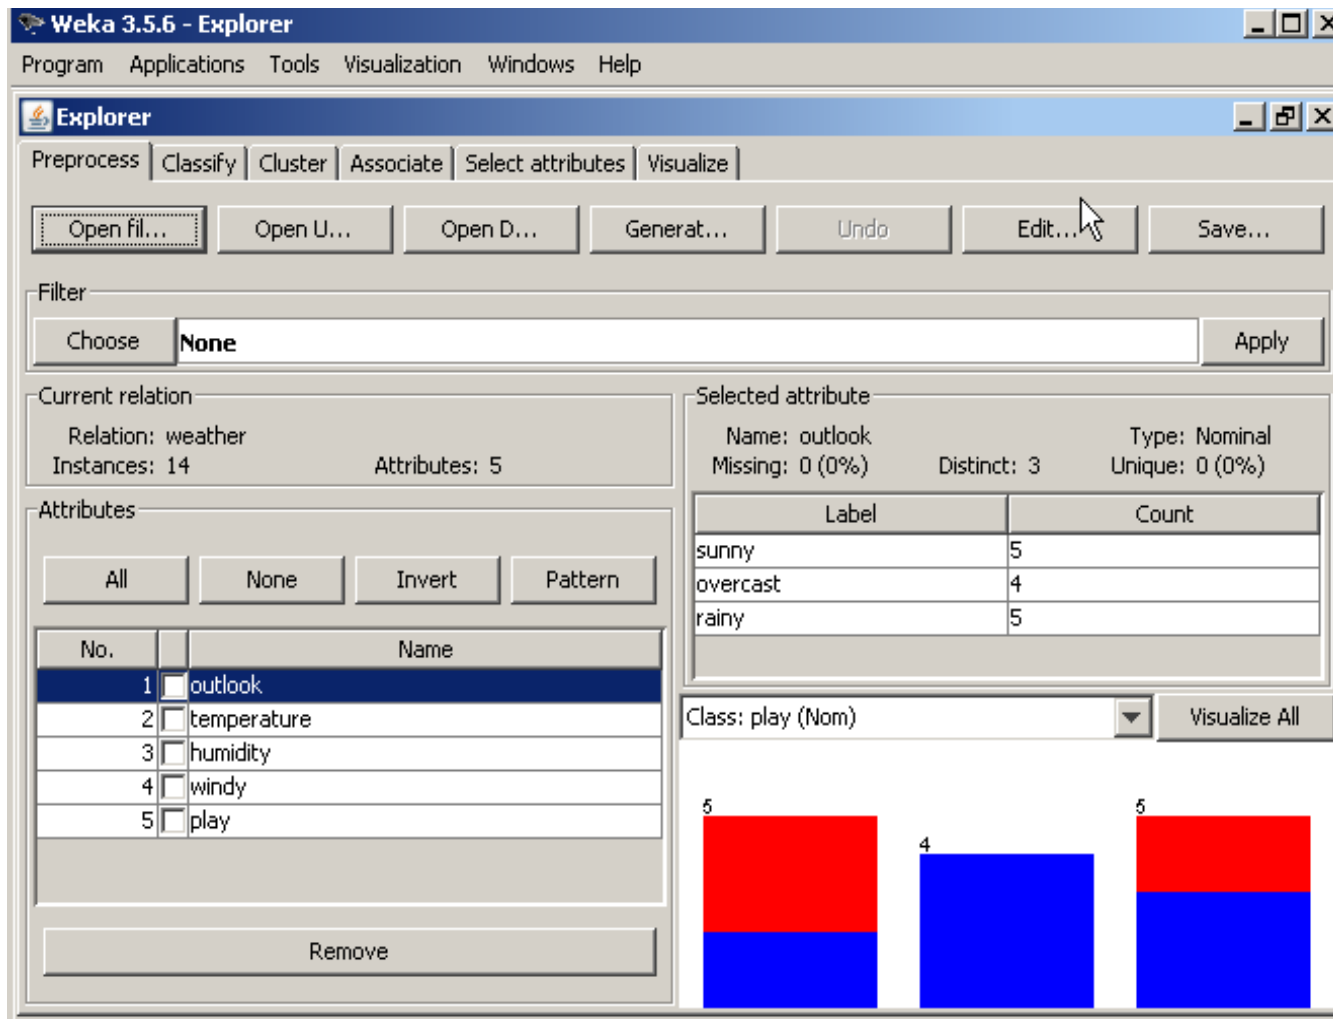 Weka 3.5.6 - Explorer
Program Applications Tools Visualization Windows Help
Explorer
Preprocess Classify Cluster Associate Select attributes Visualize
Open fil... Open U... Open D... Generat... Undo Edit... Save...
Filter
Choose None Apply
Current relation
Relation: weather
Instances: 14 Attributes: 5
Selected attribute
Name: outlook Type: Nominal
Missing: 0 (0%) Distinct: 3 Unique: 0 (0%)
Label Count
sunny 5
overcast 4
rainy 5
Attributes
All None Invert Pattern
No. Name
1 outlook
2 temperature
3 humidity
4 windy
5 play
Remove
Class: play (Nom) Visualize All
5 4 5